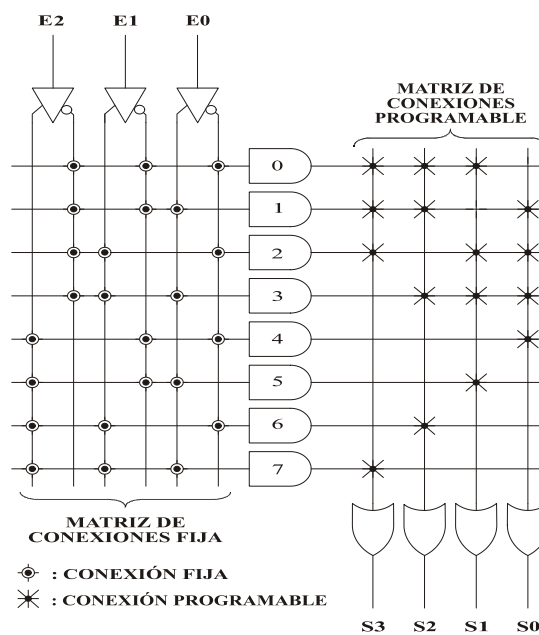 E2 E1 E0
MATRIZ DE
CONEXIONES
PROGRAMABLE
0
1
2
3
4
5
6
7
MATRIZ DE
CONEXIONES FIJA
: CONEXIÓN FIJA
: CONEXIÓN PROGRAMABLE
S3 S2 S1 S0